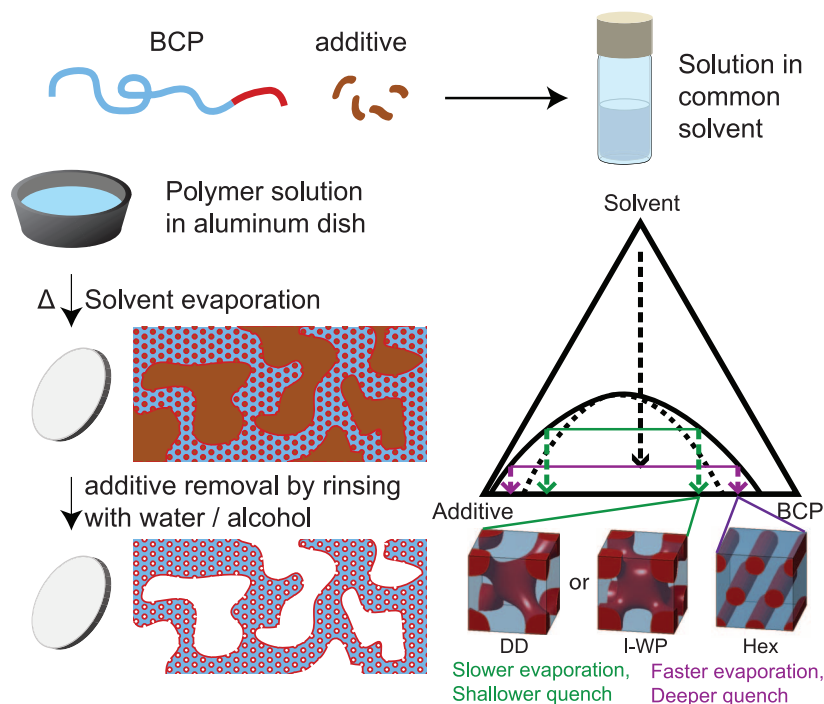 BCP
additive
Solution in
common
solvent
Polymer solution
in aluminum dish
Δ
Solvent evaporation
additive removal by rinsing
with water / alcohol
Solvent
Additive
BCP
or
DD
I-WP
Hex
Slower evaporation,
Shallower quench
Faster evaporation,
Deeper quench